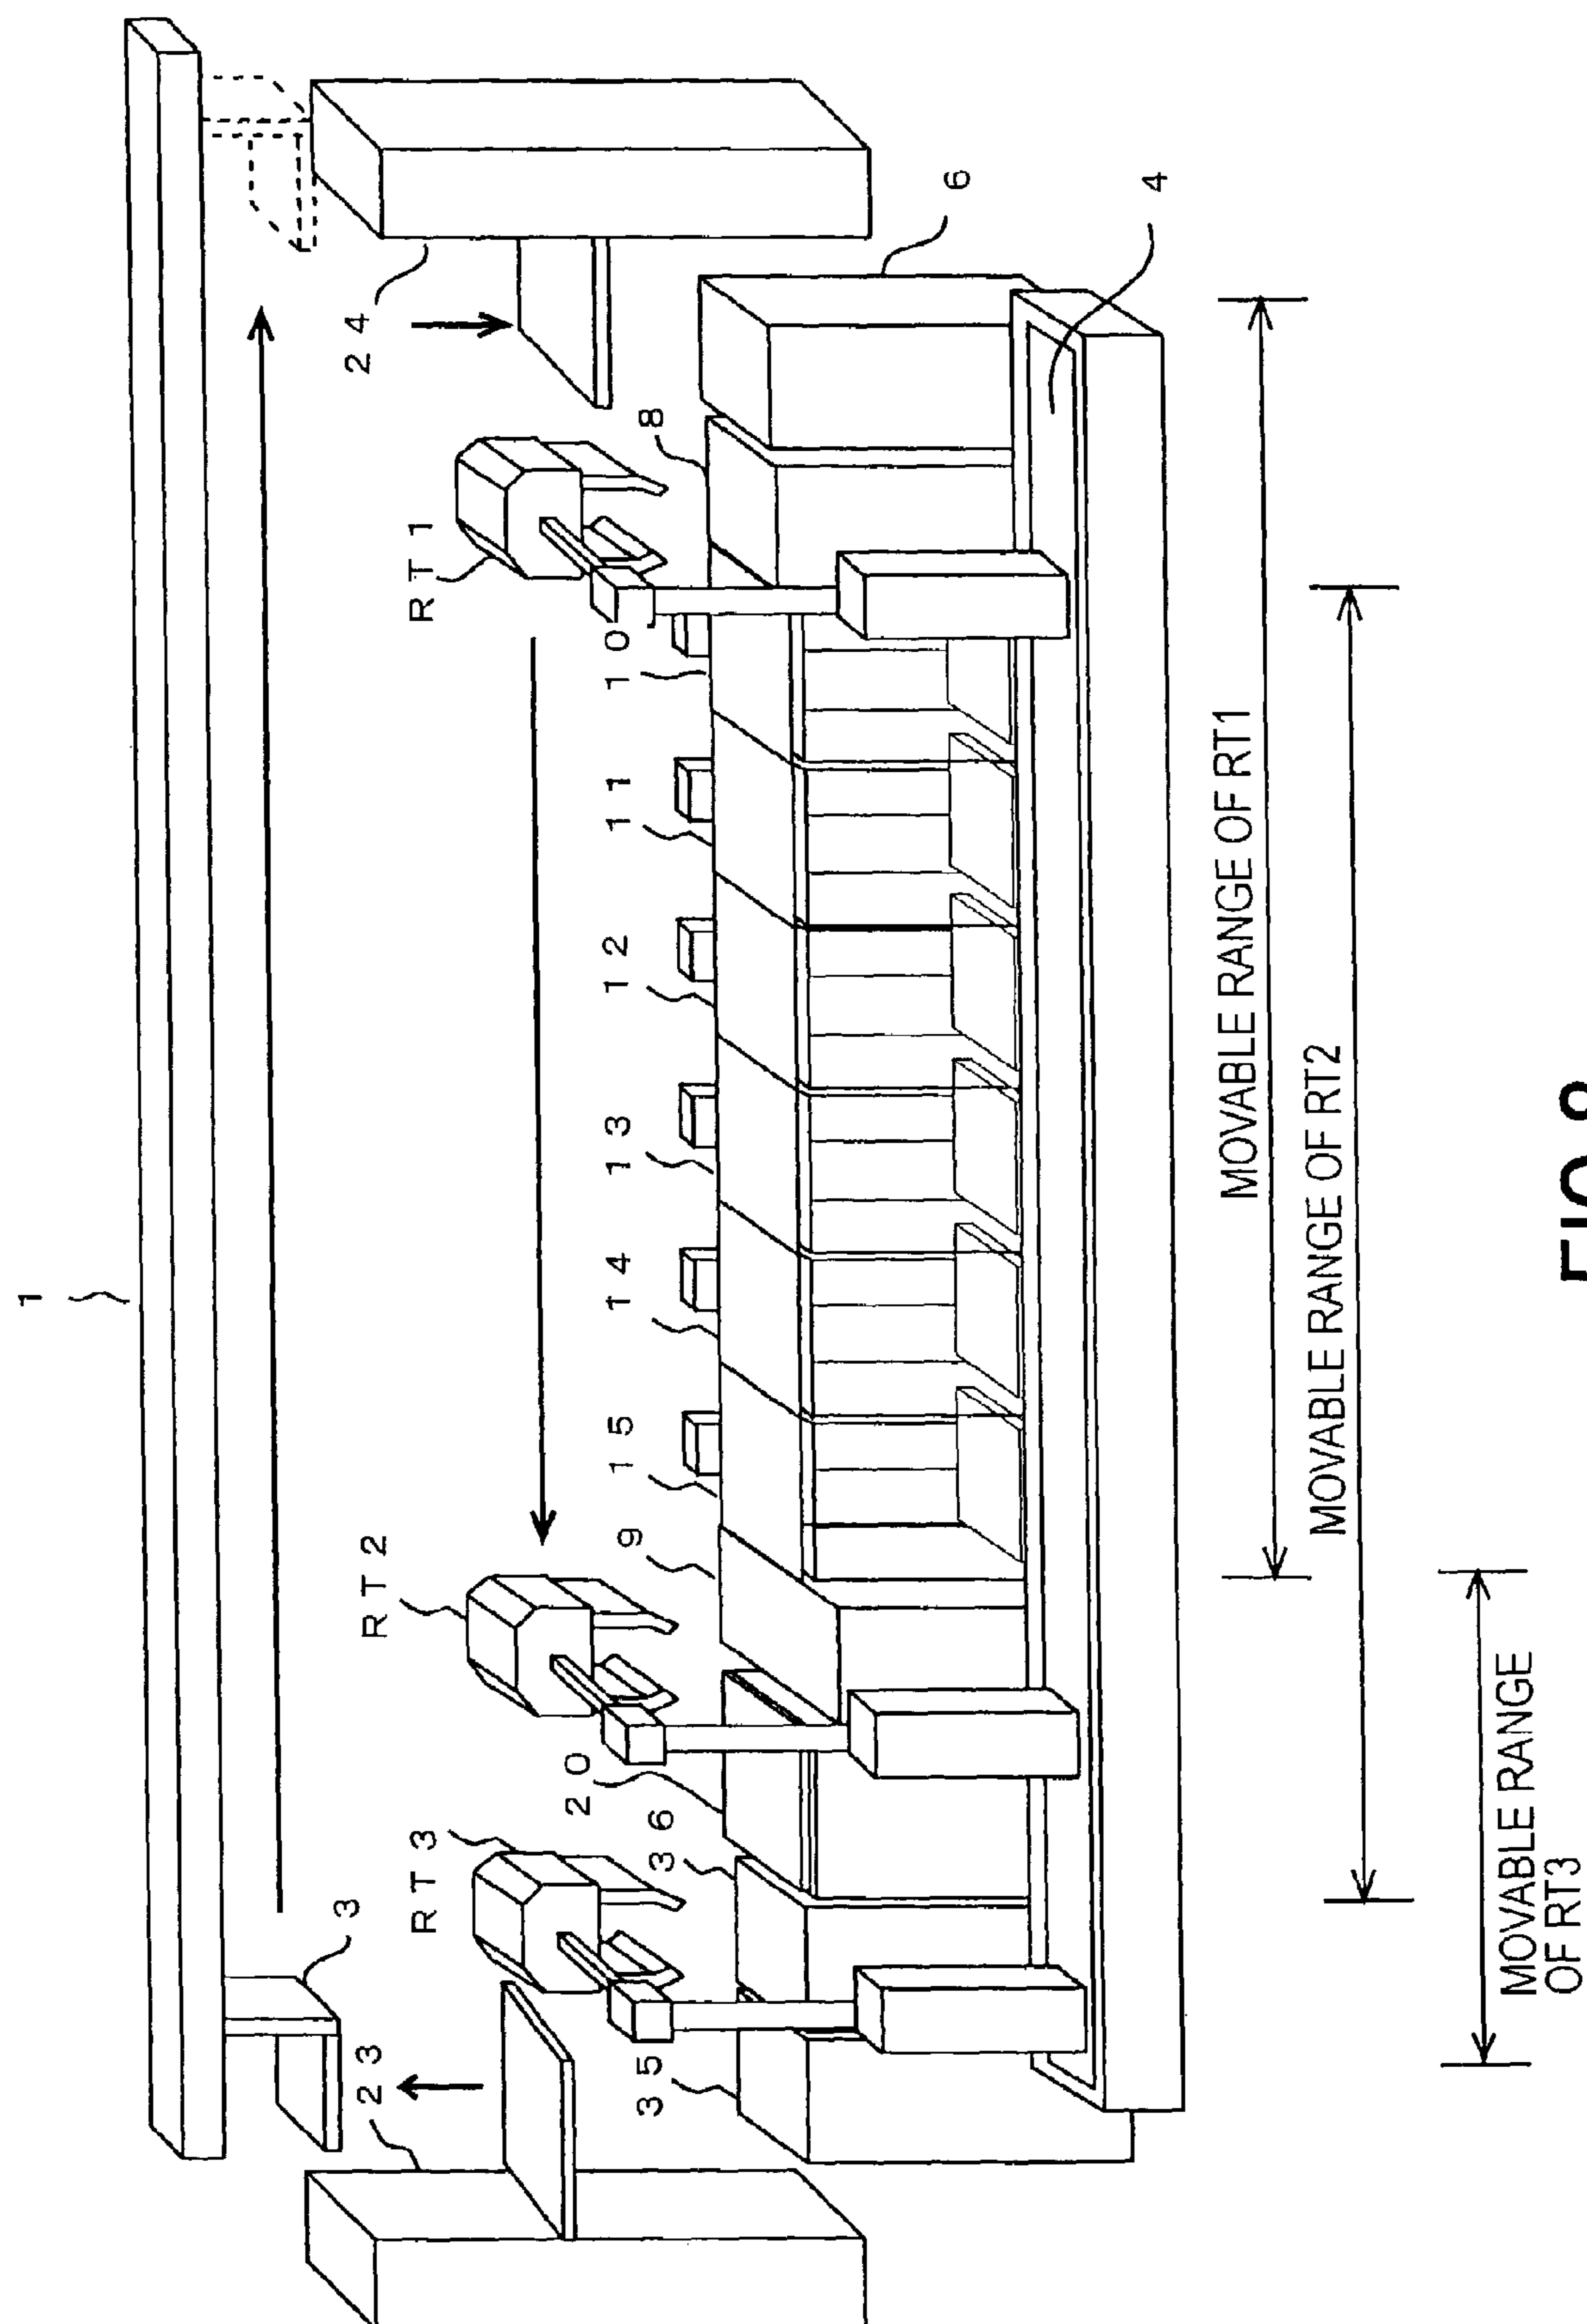 1
3
23
24
RT1
RT2
RT3
8
6
4
10
11
12
13
14
15
9
20
36
35
MOVABLE RANGE OF RT1
MOVABLE RANGE OF RT2
MOVABLE RANGE
OF RT3